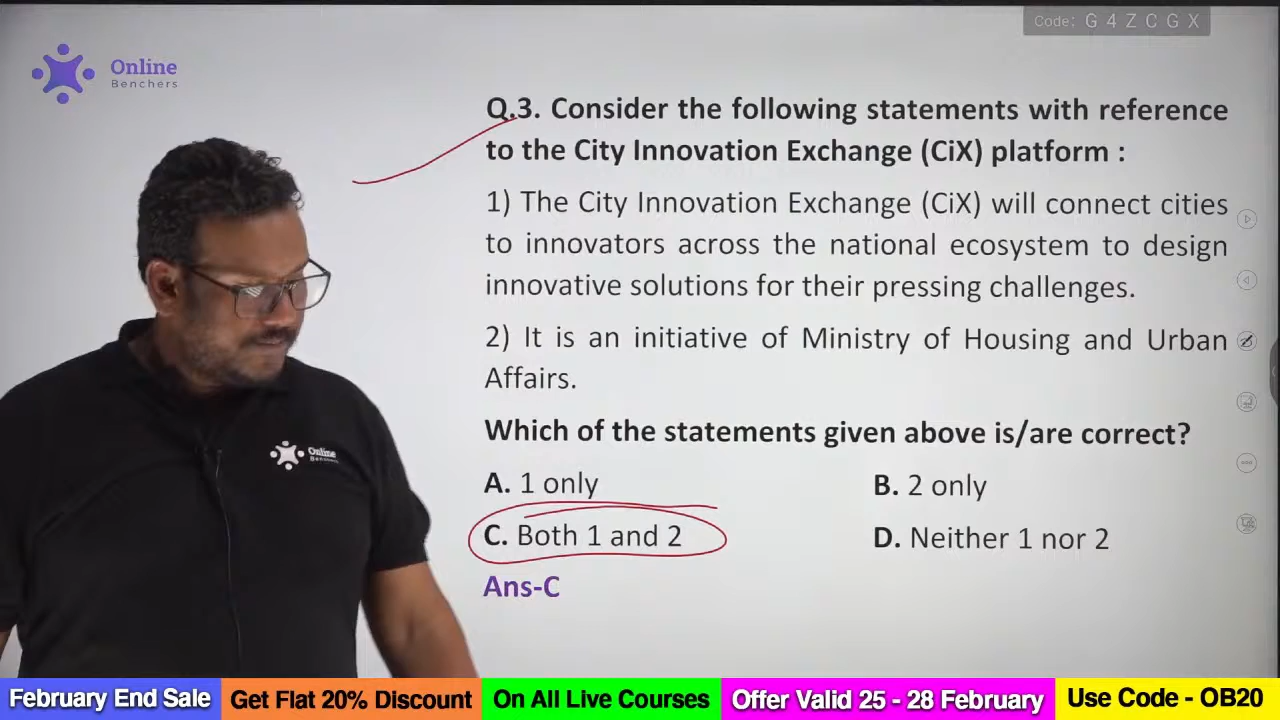 Code: G 4 Z C G X
Online
Benchers
Q.3. Consider the following statements with reference
to the City Innovation Exchange (CiX) platform :
1) The City Innovation Exchange (CiX) will connect cities
to innovators across the national ecosystem to design
innovative solutions for their pressing challenges.
2) It is an initiative of Ministry of Housing and Urban
Affairs.
Which of the statements given above is/are correct?
A. 1 only
B. 2 only
C. Both 1 and 2
D. Neither 1 nor 2
Ans-C
Online
Benchers
February End Sale
Get Flat 20% Discount
On All Live Courses
Offer Valid 25 - 28 February
Use Code - OB20